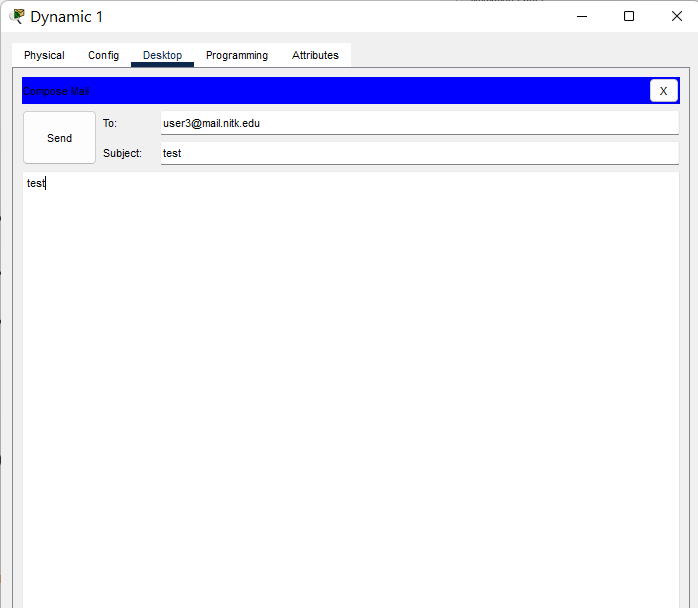 Dynamic 1
Physical Config Desktop Programming Attributes
Compose Mail X
Send
To: user3@mail.nitk.edu
Subject: test
test